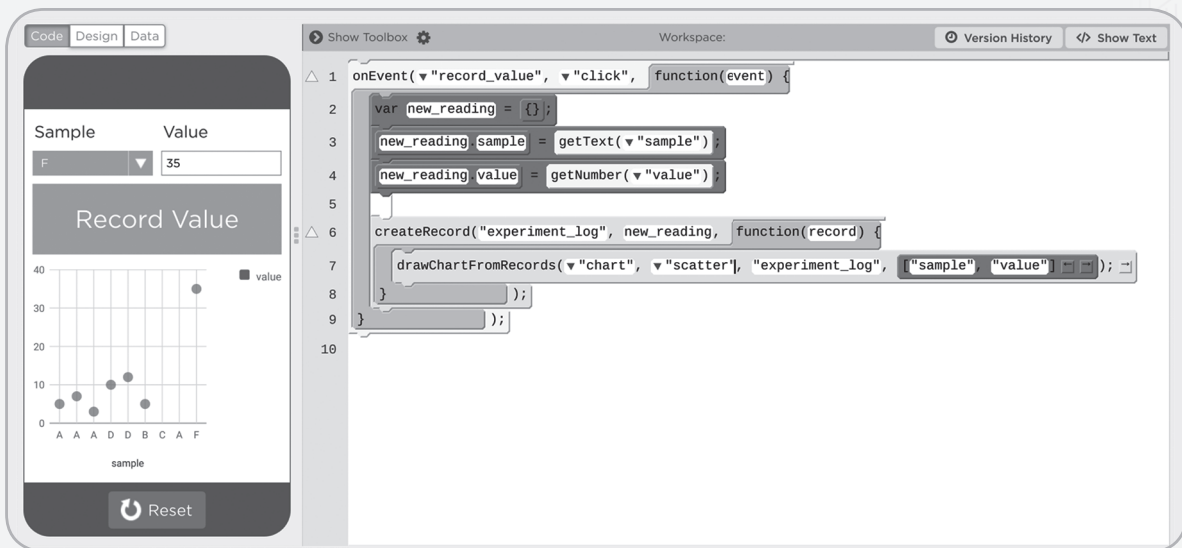 Code Design Data
Show Toolbox
Workspace:
Version History
Show Text
Sample Value
F 35
Record Value
40
30
20
10
0
value
A A A D D B C A F
sample
Reset
1 onEvent(▼"record_value", ▼"click", function(event) {
2 var new_reading = {};
3 new_reading.sample = getText(▼"sample");
4 new_reading.value = getNumber(▼"value");
5
6 createRecord("experiment_log", new_reading, function(record) {
7 drawChartFromRecords(▼"chart", ▼"scatter", "experiment_log", ["sample", "value"]);
8 } );
9 } );
10